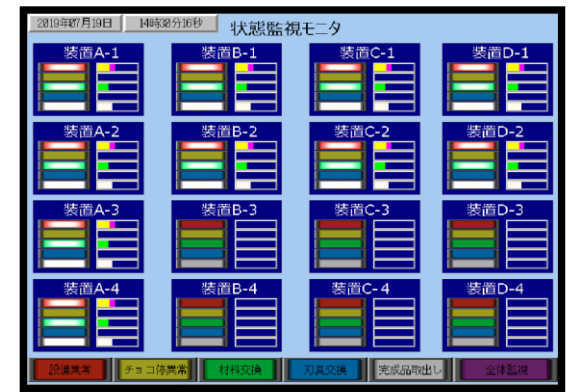 2019年07月19日 14時38分16秒 状態監視モニタ
装置A-1 装置B-1 装置C-1 装置D-1
装置A-2 装置B-2 装置C-2 装置D-2
装置A-3 装置B-3 装置C-3 装置D-3
装置A-4 装置B-4 装置C-4 装置D-4
設備異常 チョコ停異常 材料交換 刃具交換 完成品取出し 全体監視